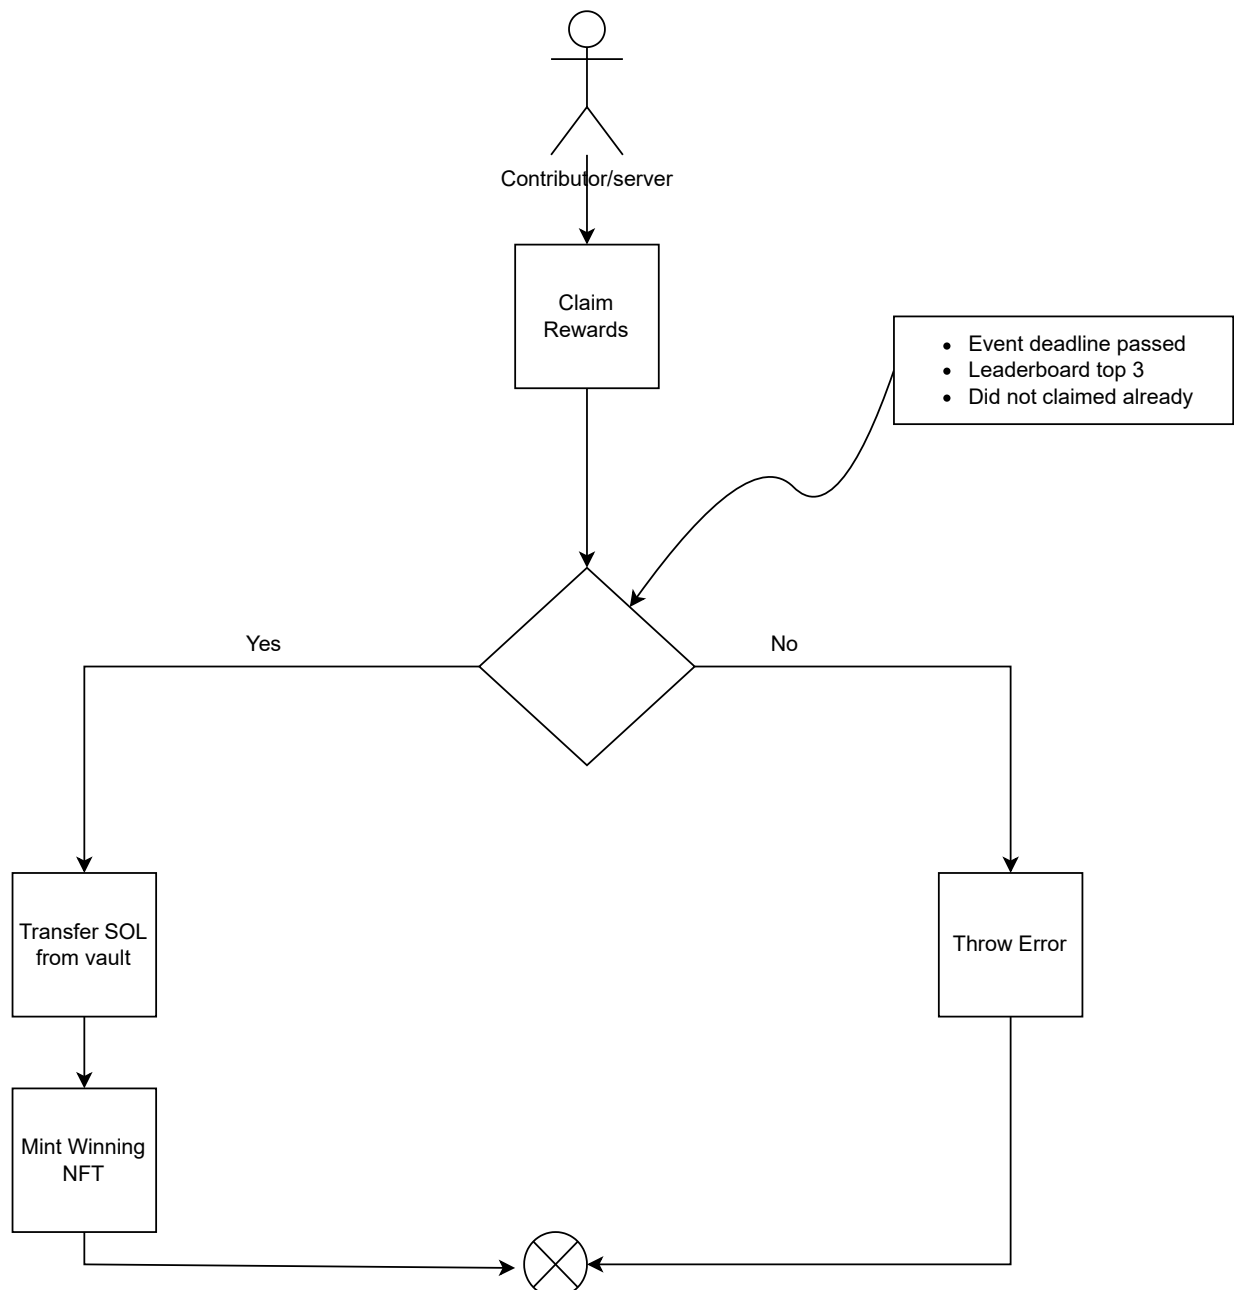 Contributor/server
Claim
Rewards
• Event deadline passed
• Leaderboard top 3
• Did not claimed already
Yes
No
Transfer SOL
from vault
Throw Error
Mint Winning
NFT